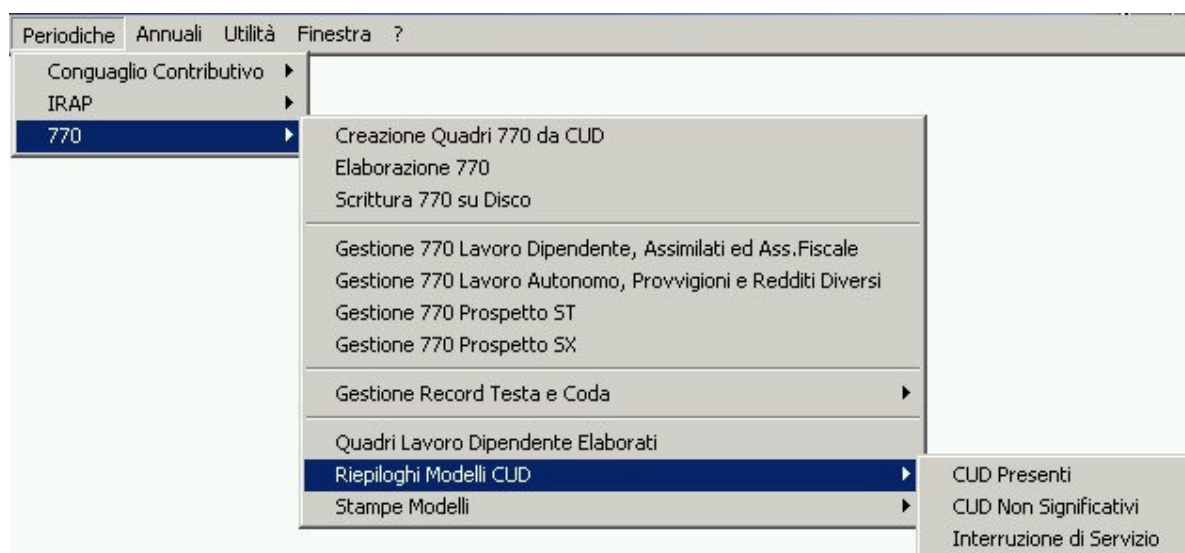 Periodiche Annuali Utilità Finestra ?
Conguaglio Contributivo
IRAP
770
Creazione Quadri 770 da CUD
Elaborazione 770
Scrittura 770 su Disco
Gestione 770 Lavoro Dipendente, Assimilati ed Ass.Fiscale
Gestione 770 Lavoro Autonomo, Provvigioni e Redditi Diversi
Gestione 770 Prospetto ST
Gestione 770 Prospetto SX
Gestione Record Testa e Coda
Quadri Lavoro Dipendente Elaborati
Riepiloghi Modelli CUD
Stampe Modelli
CUD Presenti
CUD Non Significativi
Interruzione di Servizio